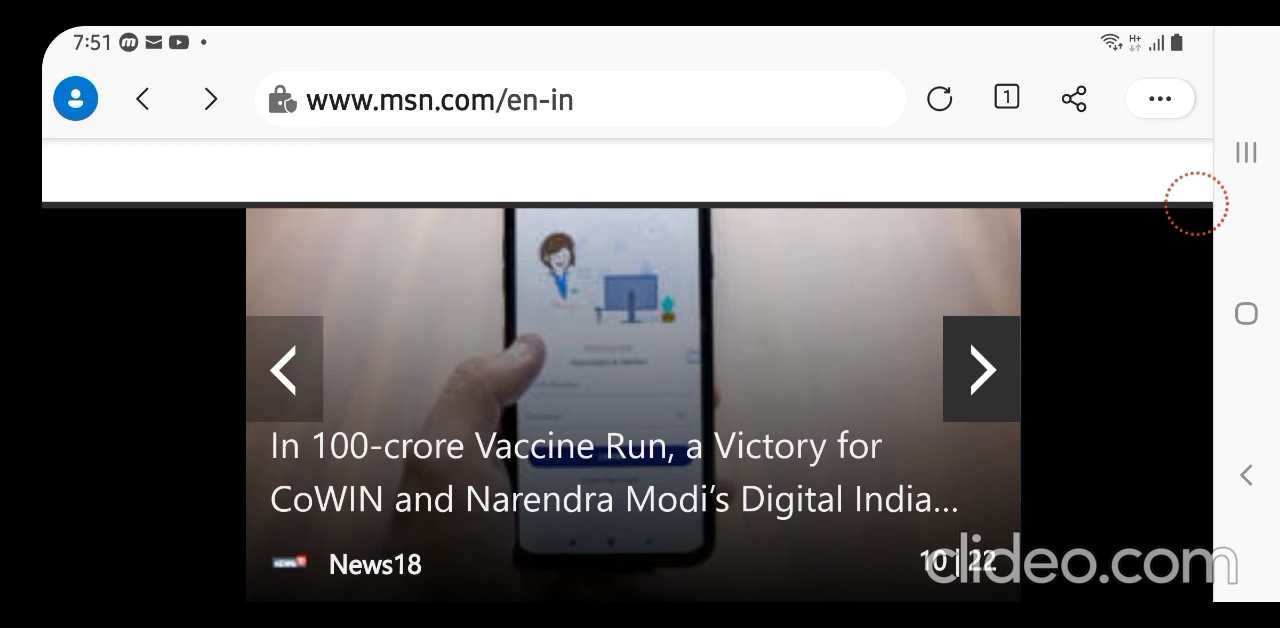 7:51
H+
www.msn.com/en-in
1
In 100-crore Vaccine Run, a Victory for
CoWIN and Narendra Modi's Digital India...
News18
10 | 22
clideo.com